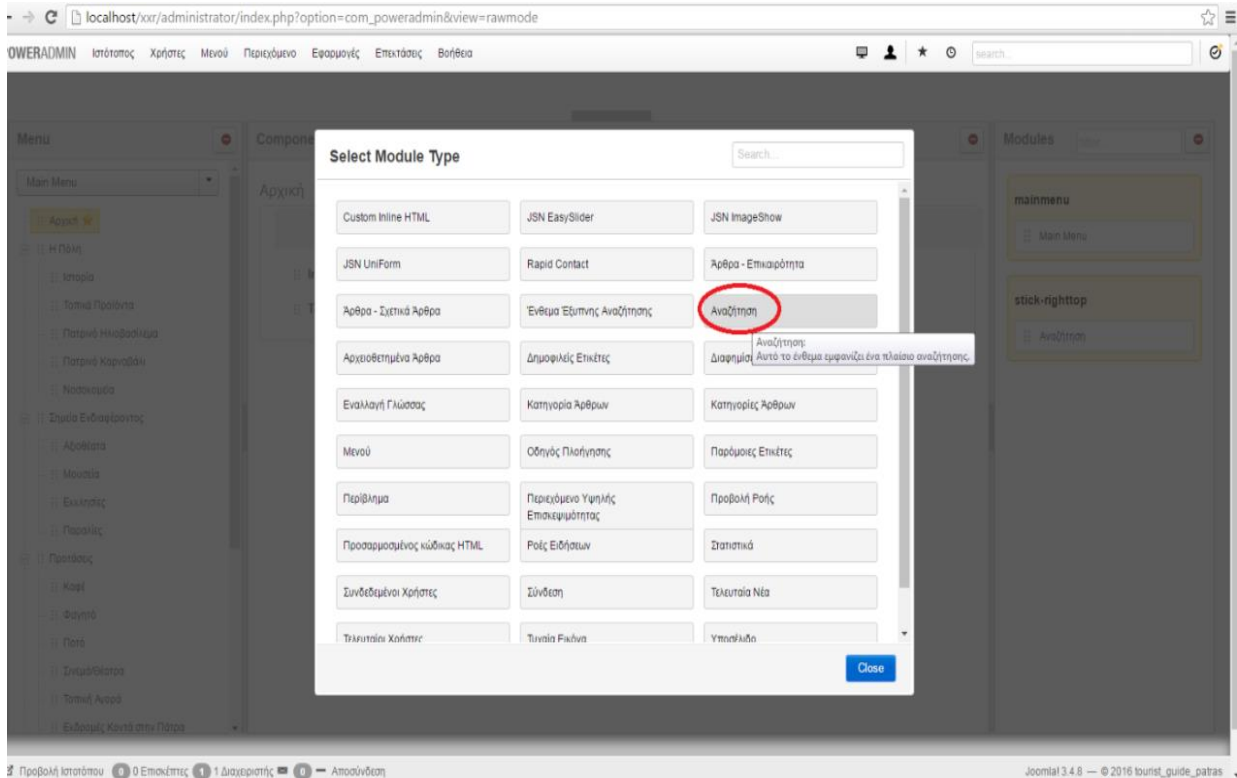 localhost/xxr/administrator/index.php?option=com_poweradmin&view=rawmode
POWERADMIN Ιστότοπος Χρήστες Μενού Περιεχόμενο Εφαρμογές Επεκτάσεις Βοήθεια search...
Menu
Main Menu
Αρχική
Η Πόλη
Ιστορία
Τοπικά Προϊόντα
Πατρινό Ηλιοβασίλεμα
Πατρινό Καρναβάλι
Νοσοκομεία
Σημεία Ενδιαφέροντος
Αξιοθέατα
Μουσεία
Εκκλησίες
Παραλίες
Προτάσεις
Καφέ
Φαγητό
Ποτό
Σινεμά/Θέατρα
Τοπική Αγορά
Εκδρομές Κοντά στην Πάτρα
Compone
Αρχική
Select Module Type
Search...
Custom Inline HTML JSN EasySlider JSN ImageShow
JSN UniForm Rapid Contact Άρθρα - Επικαιρότητα
Άρθρα - Σχετικά Άρθρα Ένθεμα Έξυπνης Αναζήτησης Αναζήτηση
Αναζήτηση:
Αυτό το ένθεμα εμφανίζει ένα πλαίσιο αναζήτησης.
Αρχειοθετημένα Άρθρα Δημοφιλείς Ετικέτες Διαφημίσ
Εναλλαγή Γλώσσας Κατηγορία Άρθρων Κατηγορίες Άρθρων
Μενού Οδηγός Πλοήγησης Παρόμοιες Ετικέτες
Περίβλημα Περιεχόμενο Υψηλής Επισκεψιμότητας Προβολή Ροής
Προσαρμοσμένος κώδικας HTML Ροές Ειδήσεων Στατιστικά
Συνδεδεμένοι Χρήστες Σύνδεση Τελευταία Νέα
Τελευταίοι Χρήστες Τυχαία Εικόνα Υποσέλιδο
Close
Modules
mainmenu
Main Menu
stick-righttop
Αναζήτηση
Προβολή Ιστοτόπου 0 0 Επισκέπτες 1 1 Διαχειριστής 0 Αποσύνδεση
Joomla! 3.4.8 — © 2016 tourist_guide_patras